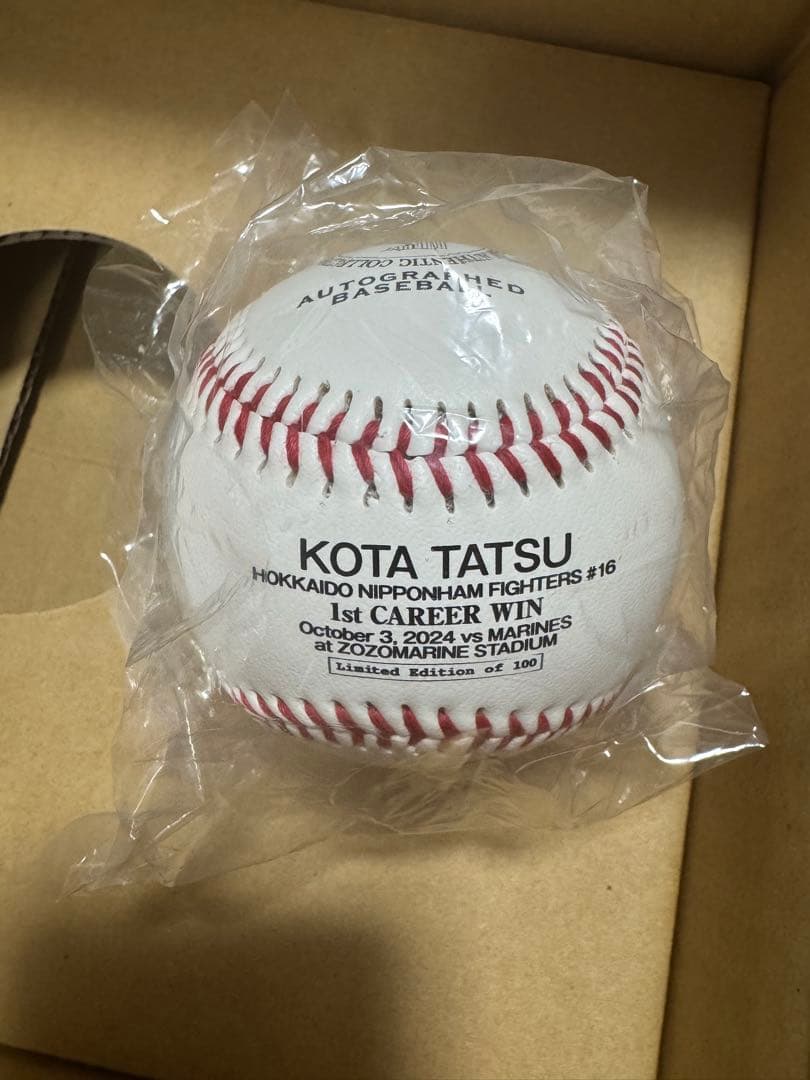 AUTOGRAPHED
BASEBALL
KOTA TATSU
HOKKAIDO NIPPONHAM FIGHTERS #16
1st CAREER WIN
October 3, 2024 vs MARINES
at ZOZOMARINE STADIUM
Limited Edition of 100